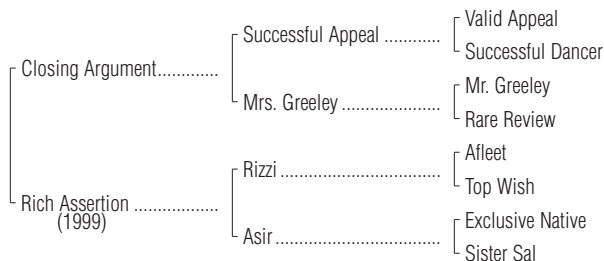 Valid Appeal
Successful Appeal ............
Successful Dancer
Closing Argument.............
Mr. Greeley
Mrs. Greeley .....................
Rare Review
Afleet
Rizzi ..................................
Top Wish
Rich Assertion ..................
(1999)
Exclusive Native
Asir...................................
Sister Sal